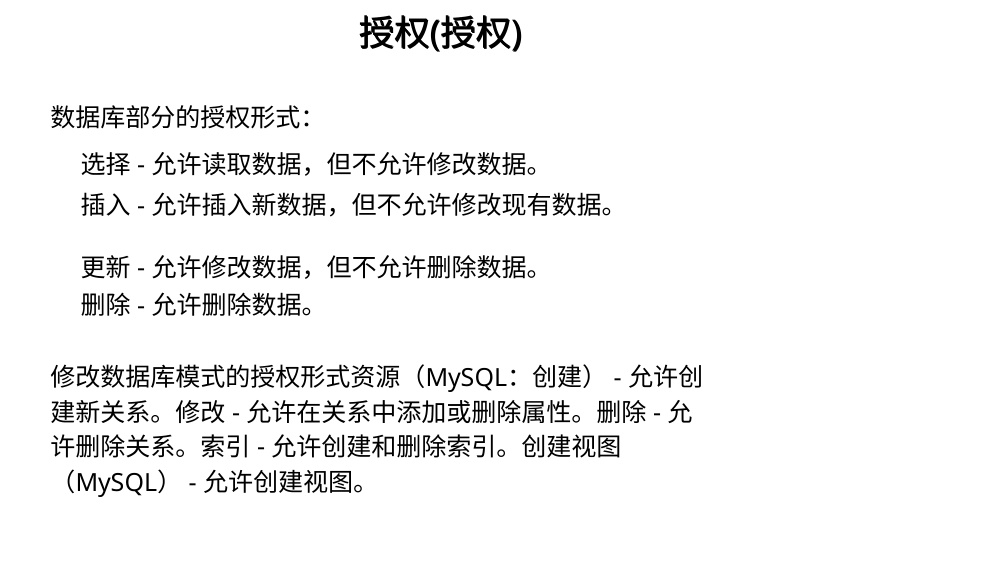 授权(授权)
数据库部分的授权形式：
选择 - 允许读取数据，但不允许修改数据。
插入 - 允许插入新数据，但不允许修改现有数据。
更新 - 允许修改数据，但不允许删除数据。
删除 - 允许删除数据。
修改数据库模式的授权形式资源（MySQL：创建） - 允许创
建新关系。修改 - 允许在关系中添加或删除属性。删除 - 允
许删除关系。索引 - 允许创建和删除索引。创建视图
（MySQL） - 允许创建视图。